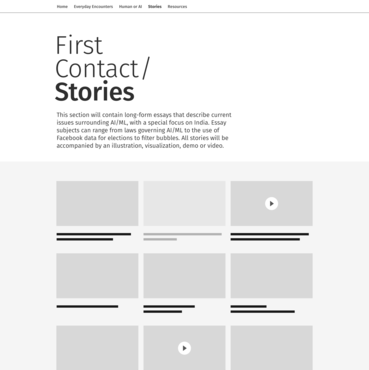 Home Everyday Encounters Human or AI Stories Resources
First
Contact/
Stories
This section will contain long-form essays that describe current
issues surrounding AI/ML, with a special focus on India. Essay
subjects can range from laws governing AI/ML to the use of
Facebook data for elections to filter bubbles. All stories will be
accompanied by an illustration, visualization, demo or video.